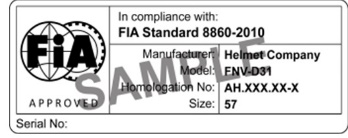 In compliance with:
FIA Standard 8860-2010
FiA
APPROVED
Manufacturer: Helmet Company
Model: FNV-D31
Homologation No: AH.XXX.XX-X
Size: 57
SAMPLE
Serial No: